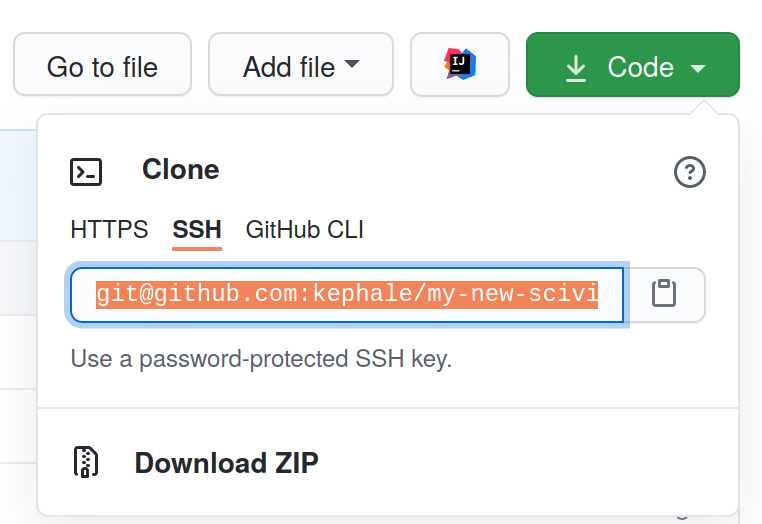 Go to file
Add file
IJ
Code
Clone
HTTPS SSH GitHub CLI
git@github.com:kephale/my-new-scivi
Use a password-protected SSH key.
Download ZIP